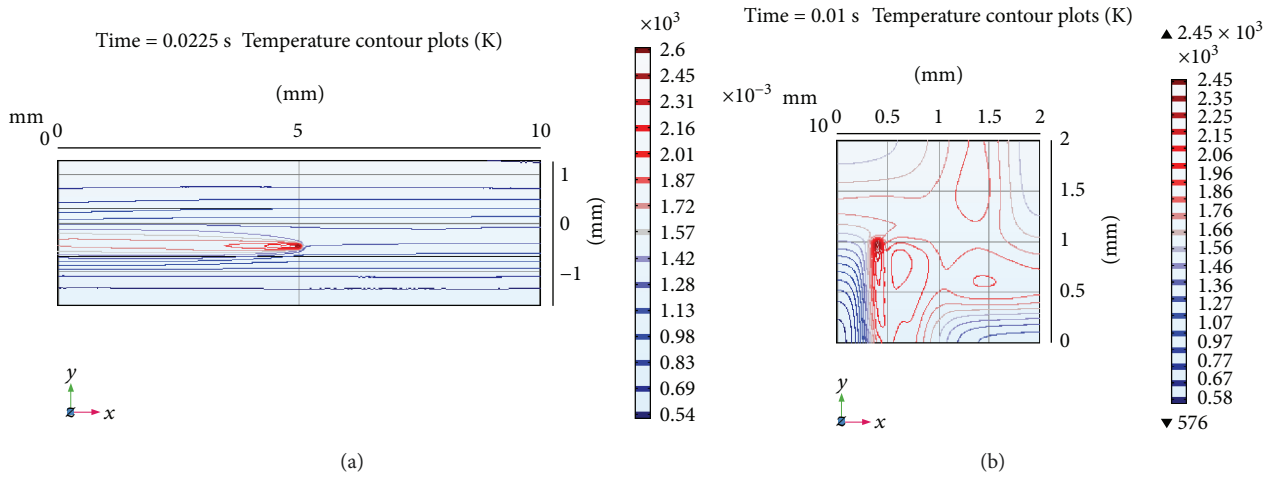 Time = 0.0225 s Temperature contour plots (K)
(mm)
mm
0
0 5 10
1
0
−1
(mm)
×10³
2.6
2.45
2.31
2.16
2.01
1.87
1.72
1.57
1.42
1.28
1.13
0.98
0.83
0.69
0.54
y
x
(a)
Time = 0.01 s Temperature contour plots (K)
(mm)
×10⁻³ mm
10
0 0.5 1 1.5 2
2
1.5
1
0.5
0
(mm)
▲ 2.45 × 10³
×10³
2.45
2.35
2.25
2.15
2.06
1.96
1.86
1.76
1.66
1.56
1.46
1.36
1.27
1.07
0.97
0.77
0.67
0.58
▼ 576
y
x
(b)